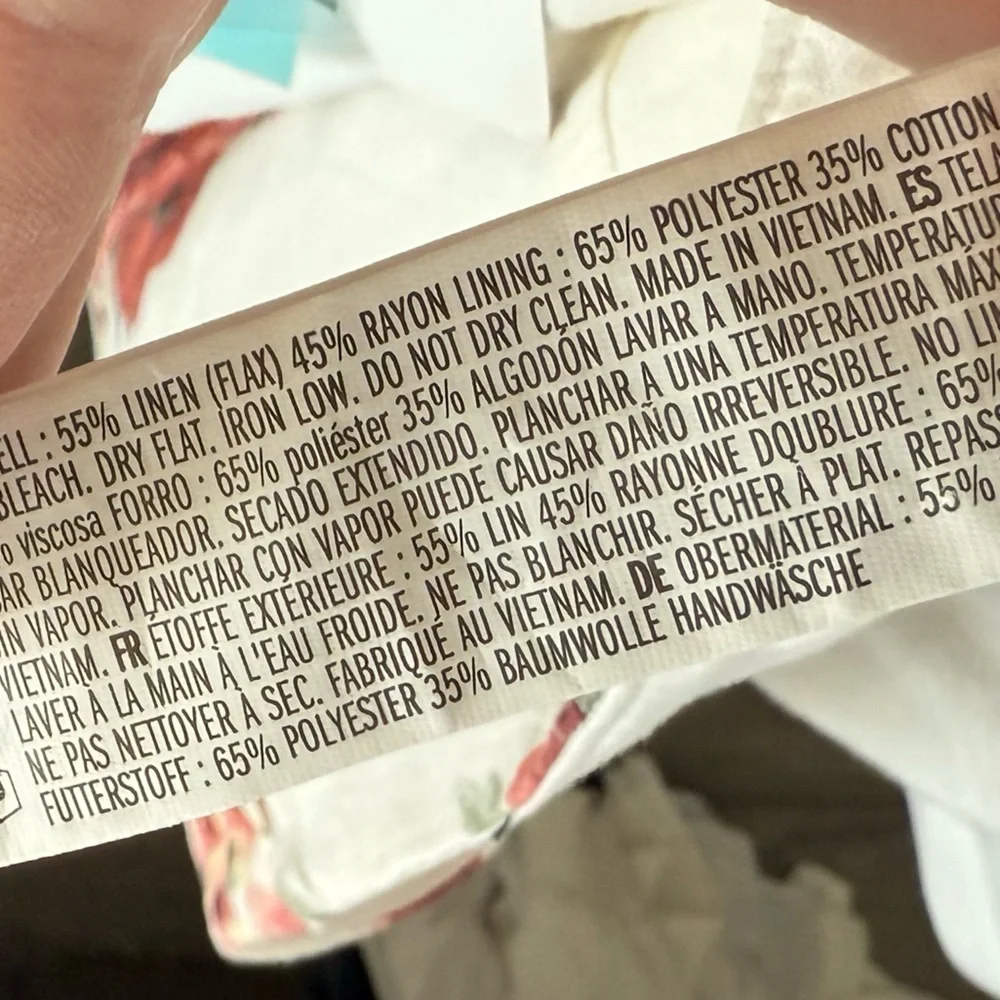 ELL : 55% LINEN (FLAX) 45% RAYON LINING : 65% POLYESTER 35% COTTON
BLEACH. DRY FLAT. IRON LOW. DO NOT DRY CLEAN. MADE IN VIETNAM. ES TELA
viscosa FORRO : 65% poliéster 35% ALGODÓN LAVAR A MANO. TEMPERATU
AR BLANQUEADOR. SECADO EXTENDIDO. PLANCHAR A UNA TEMPERATURA MAX
IN VAPOR. PLANCHAR CON VAPOR PUEDE CAUSAR DAÑO IRREVERSIBLE. NO LI
VIETNAM. FR ÉTOFFE EXTÉRIEURE : 55% LIN 45% RAYONNE DOUBLURE : 65%
LAVER À LA MAIN À L'EAU FROIDE. NE PAS BLANCHIR. SÉCHER À PLAT. REPASS
NE PAS NETTOYER À SEC. FABRIQUÉ AU VIETNAM. DE OBERMATERIAL : 55%
FUTTERSTOFF : 65% POLYESTER 35% BAUMWOLLE HANDWÄSCHE